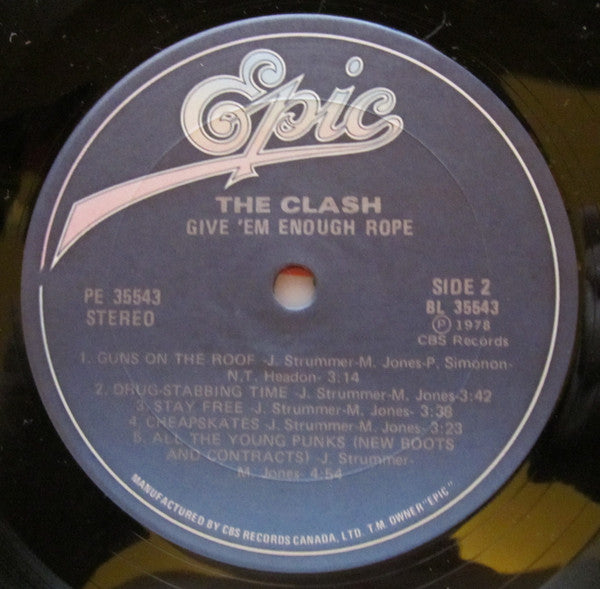 Epic
THE CLASH
GIVE 'EM ENOUGH ROPE
PE 35543
STEREO
SIDE 2
BL 35543
Ⓟ 1978
CBS Records
1. GUNS ON THE ROOF -J. Strummer-M. Jones-P. Simonon-
N.T. Headon- 3:14
2. DRUG-STABBING TIME -J. Strummer-M. Jones-3:42
3. STAY FREE -J. Strummer-M. Jones- 3:38
4. CHEAPSKATES -J. Strummer-M. Jones- 3:23
5. ALL THE YOUNG PUNKS (NEW BOOTS
AND CONTRACTS) -J. Strummer-
M. Jones- 4:54
MANUFACTURED BY CBS RECORDS CANADA, LTD. T.M. OWNER "EPIC"